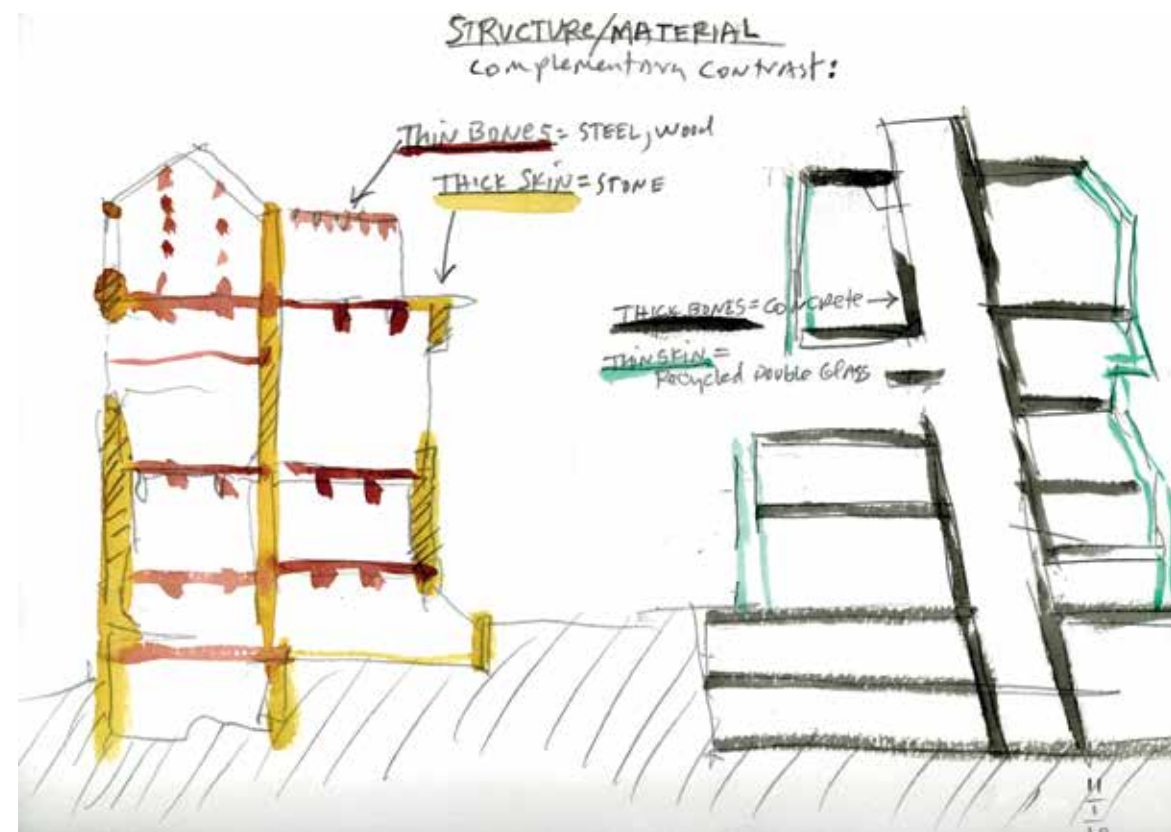 STRUCTURE/MATERIAL
complementary contrast:
THIN BONES = STEEL, WOOD
THICK SKIN = STONE
THICK BONES = CONCRETE
THIN SKIN =
Recycled Double Glass